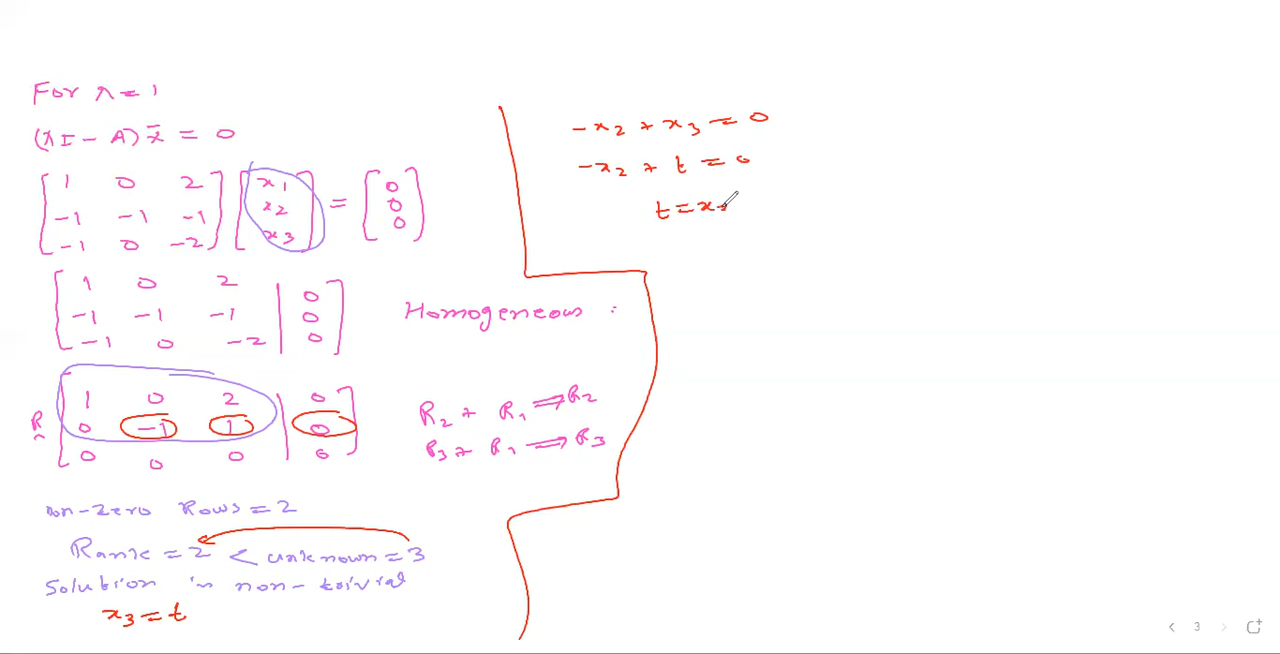 For λ = 1
(λI - A) x̄ = 0
[ 1 0 2 ] [ x1 ] = [ 0 ]
[ -1 -1 -1 ] [ x2 ] [ 0 ]
[ -1 0 -2 ] [ x3 ] [ 0 ]
[ 1 0 2 | 0 ]
[ -1 -1 -1 | 0 ]
[ -1 0 -2 | 0 ]
Homogeneous :
R
[ 1 0 2 | 0 ]
[ 0 -1 1 | 0 ]
[ 0 0 0 | 0 ]
R2 + R1 ⟹ R2
R3 + R1 ⟹ R3
non-zero Rows = 2
Rank = 2 < unknown = 3
Solution is non-toivral
x3 = t
-x2 + x3 = 0
-x2 + t = 0
t = x
3